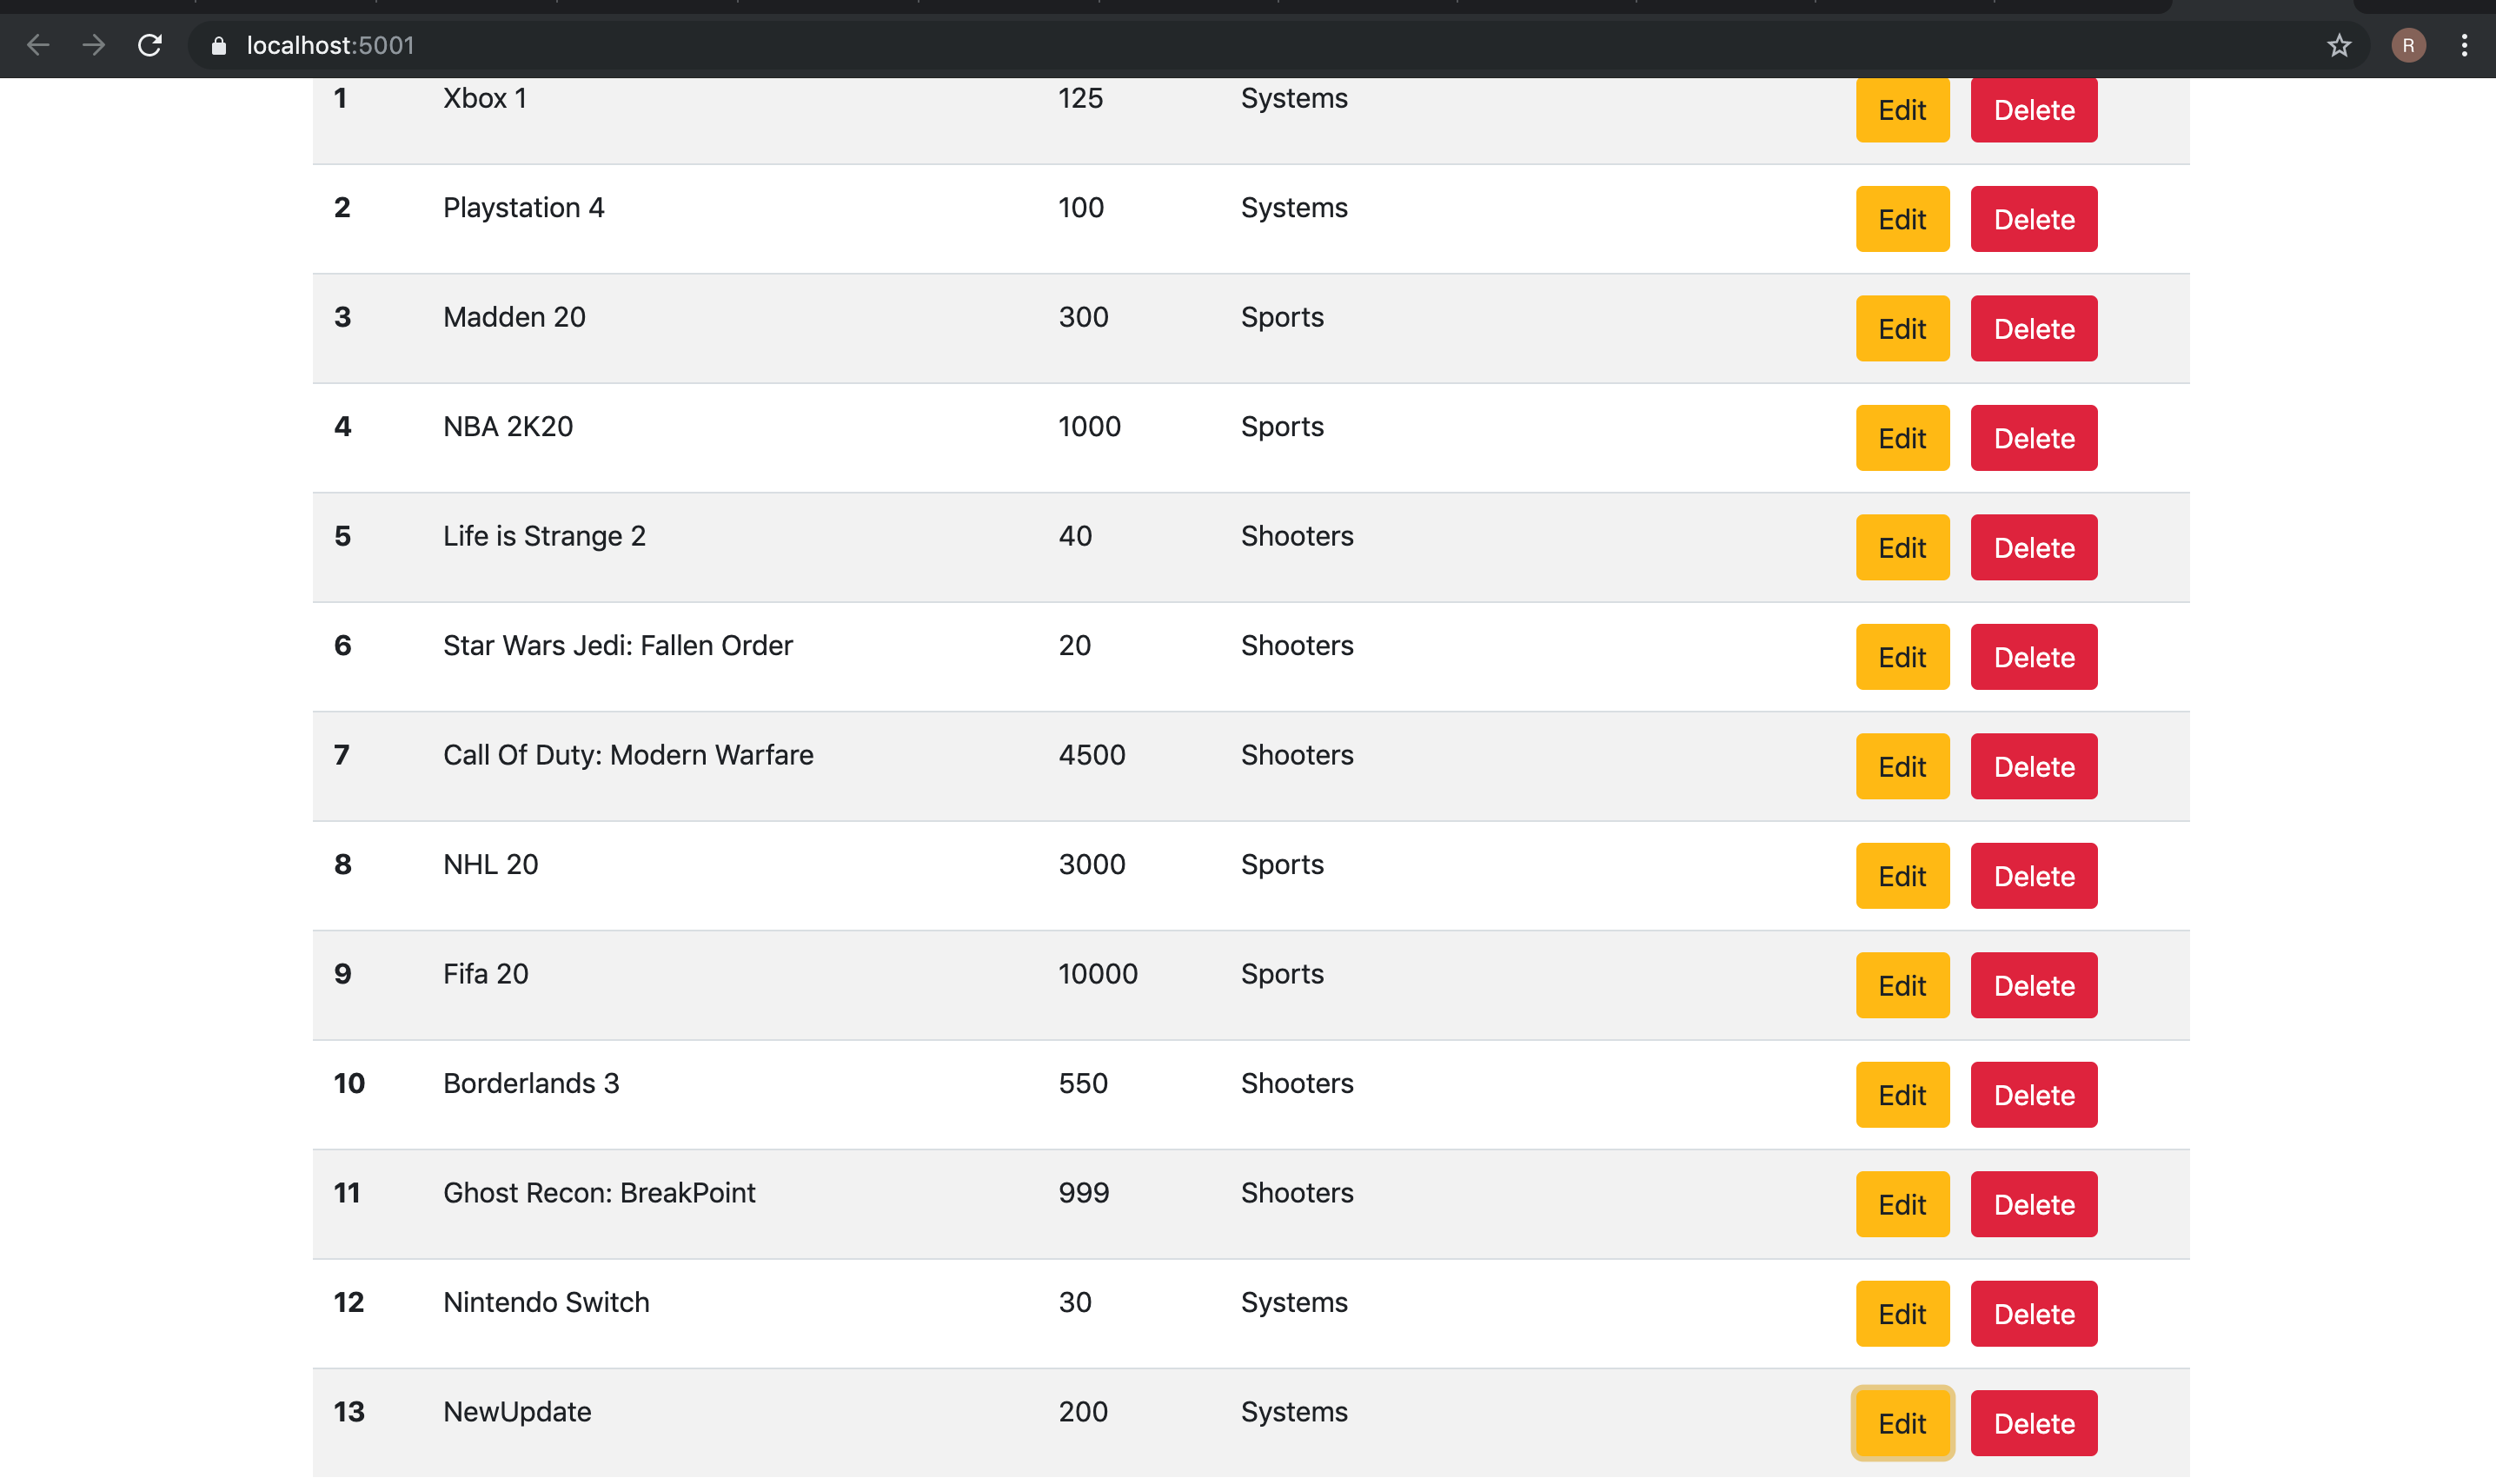 localhost:5001
R
1 Xbox 1 125 Systems Edit Delete
2 Playstation 4 100 Systems Edit Delete
3 Madden 20 300 Sports Edit Delete
4 NBA 2K20 1000 Sports Edit Delete
5 Life is Strange 2 40 Shooters Edit Delete
6 Star Wars Jedi: Fallen Order 20 Shooters Edit Delete
7 Call Of Duty: Modern Warfare 4500 Shooters Edit Delete
8 NHL 20 3000 Sports Edit Delete
9 Fifa 20 10000 Sports Edit Delete
10 Borderlands 3 550 Shooters Edit Delete
11 Ghost Recon: BreakPoint 999 Shooters Edit Delete
12 Nintendo Switch 30 Systems Edit Delete
13 NewUpdate 200 Systems Edit Delete